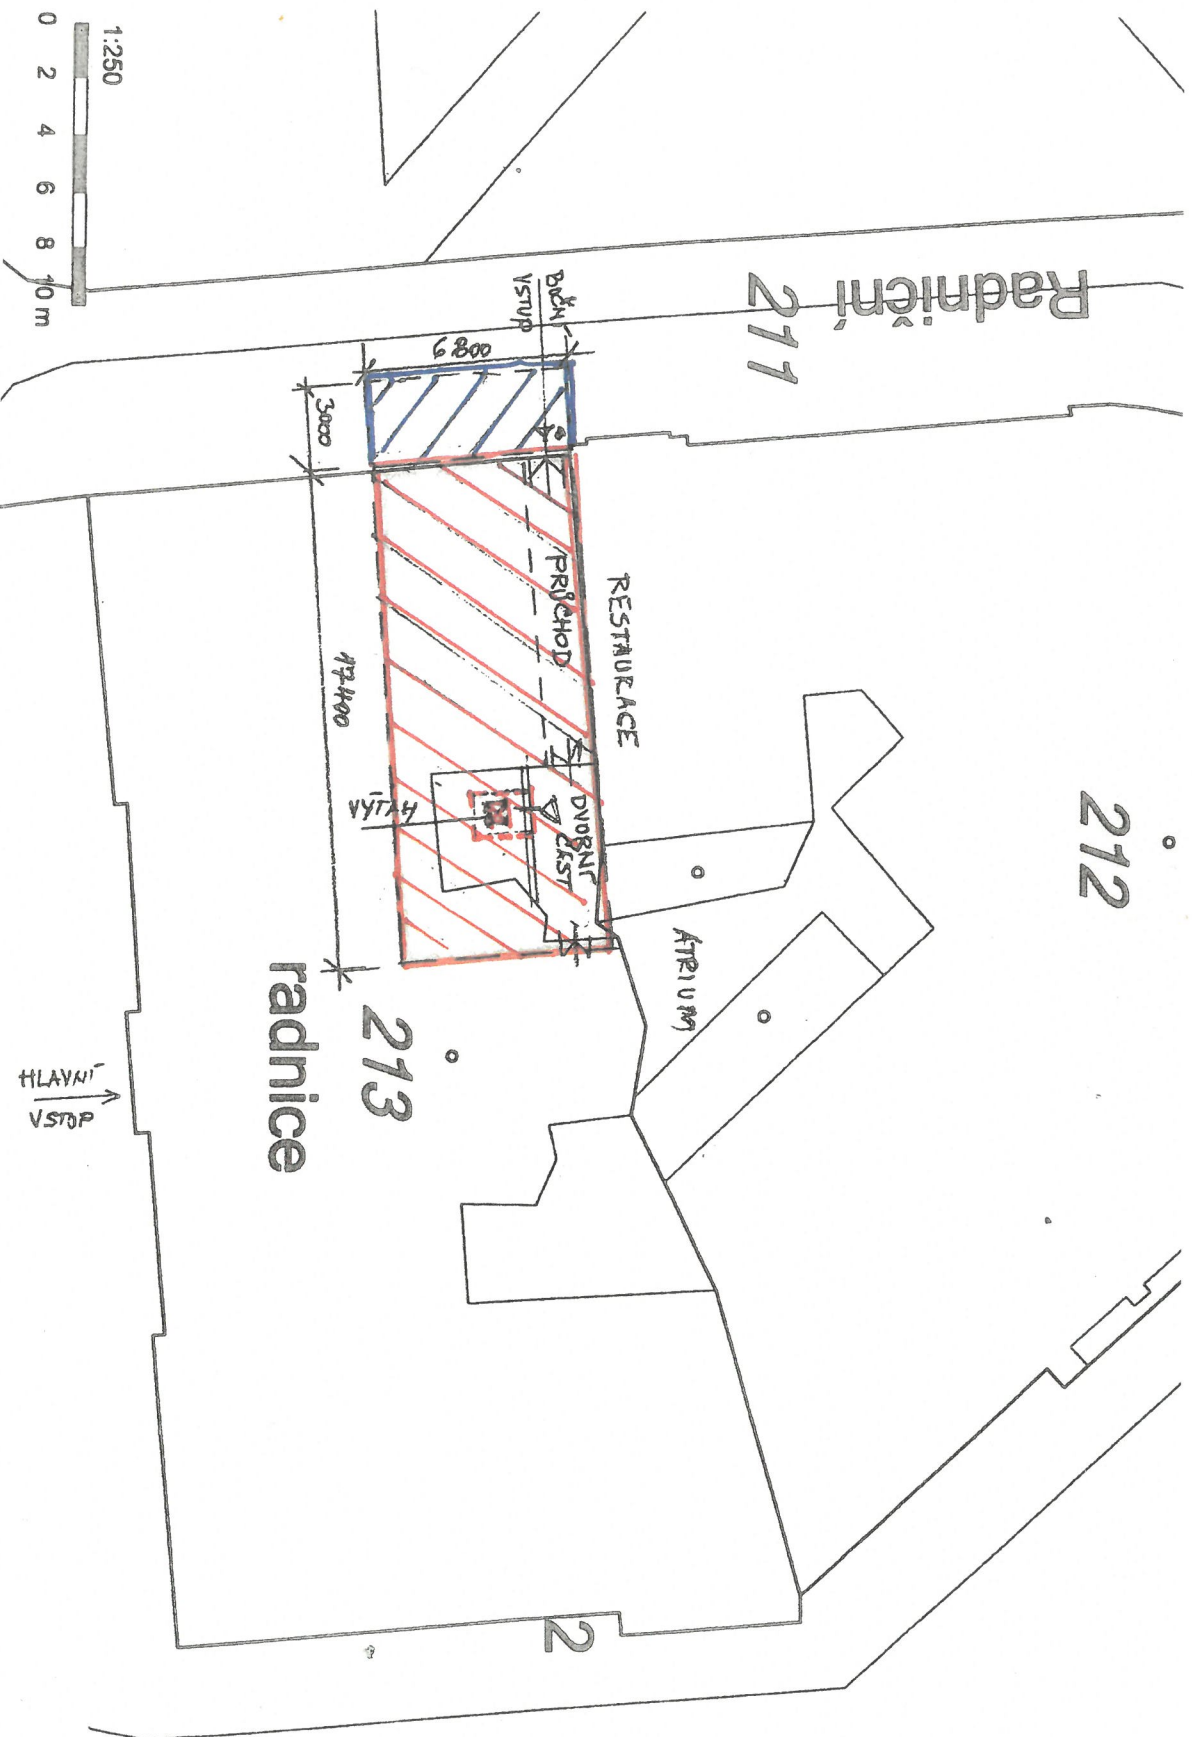 1:250
0 2 4 6 8 10 m
Radniční
211
BOČNÍ
VSTUP
6800
3000
PRŮCHOD
RESTAURACE
17400
VÝTAH
DVORNÍ
ČÁST
ATRIUM
212
213
radnice
HLAVNÍ
VSTOP
2